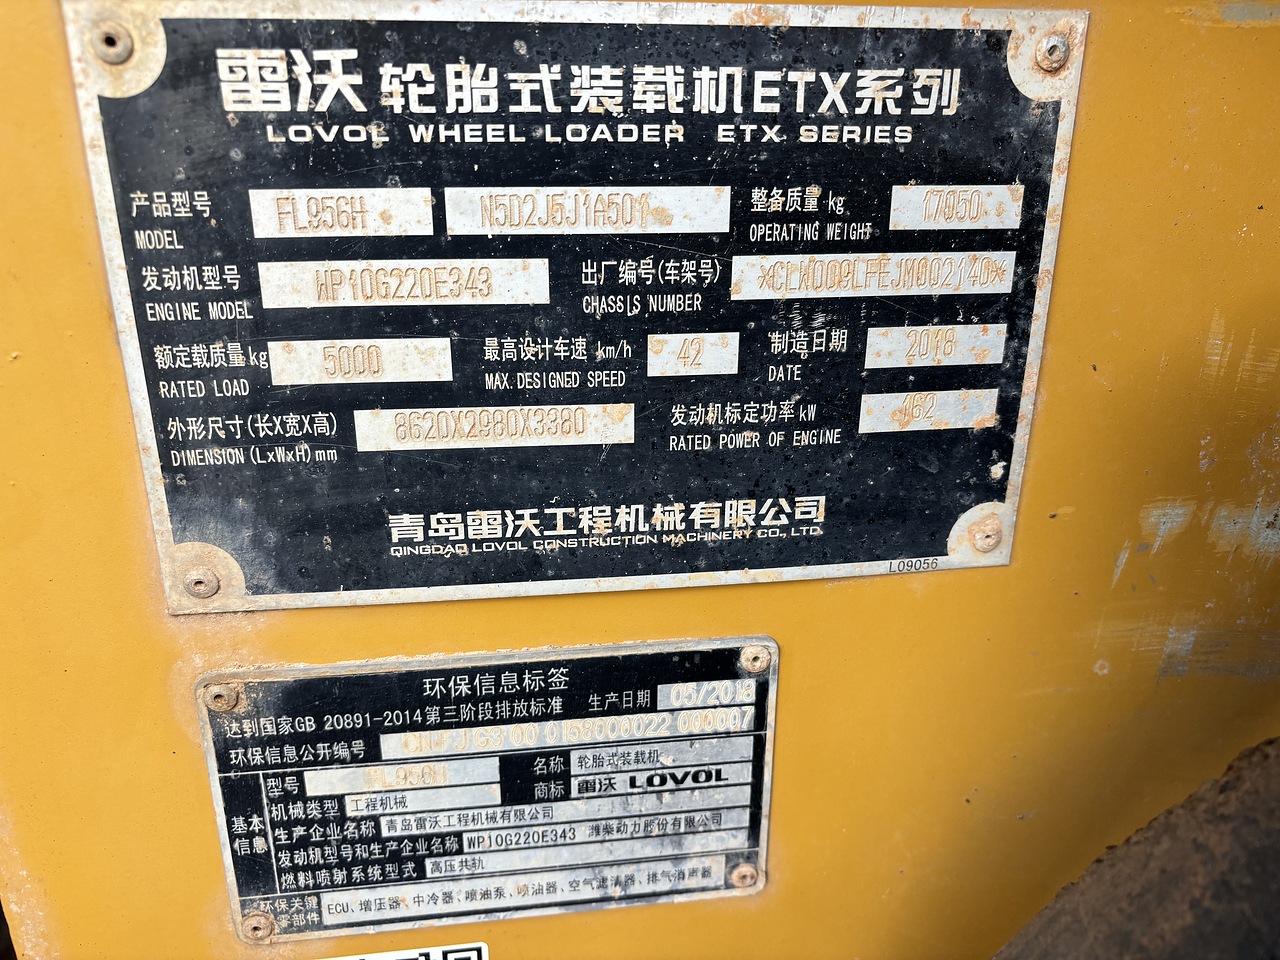 雷沃 轮胎式装载机ETX系列
LOVOL WHEEL LOADER ETX SERIES
产品型号 FL956H N5D2J5J1A501 整备质量 kg 17050
MODEL OPERATING WEIGHT
发动机型号 WP10G220E343 出厂编号(车架号) *CLW009LFEJM002140*
ENGINE MODEL CHASSIS NUMBER
额定载质量kg 5000 最高设计车速 km/h 42 制造日期 2018
RATED LOAD MAX.DESIGNED SPEED DATE
外形尺寸(长X宽X高) 8620X2980X3380 发动机标定功率kW 162
DIMENSION(LxWxH)mm RATED POWER OF ENGINE
青岛雷沃工程机械有限公司
QINGDAO LOVOL CONSTRUCTION MACHINERY CO., LTD.
L09056
环保信息标签
达到国家GB 20891-2014第三阶段排放标准 生产日期 05/2018
环保信息公开编号
型号 FL956H 名称 轮胎式装载机
机械类型 工程机械 商标 雷沃 LOVOL
基本信息
生产企业名称 青岛雷沃工程机械有限公司
发动机型号和生产企业名称 WP10G220E343 潍柴动力股份有限公司
燃料喷射系统型式 高压共轨
环保关键零部件 ECU、增压器、中冷器、喷油泵、喷油器、空气滤清器、排气消声器